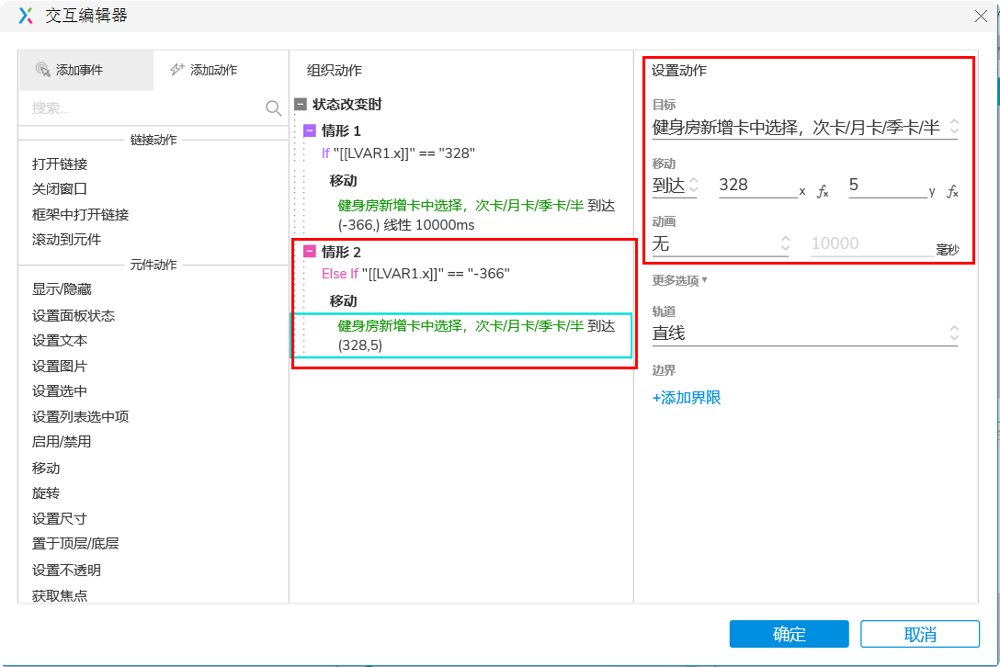 交互编辑器
添加事件
添加动作
搜索...
链接动作
打开链接
关闭窗口
框架中打开链接
滚动到元件
元件动作
显示/隐藏
设置面板状态
设置文本
设置图片
设置选中
设置列表选中项
启用/禁用
移动
旋转
设置尺寸
置于顶层/底层
设置不透明
获取焦点
组织动作
状态改变时
情形 1
If "[[LVAR1.x]]" == "328"
移动
健身房新增卡中选择，次卡/月卡/季卡/半 到达
(-366,) 线性 10000ms
情形 2
Else If "[[LVAR1.x]]" == "-366"
移动
健身房新增卡中选择，次卡/月卡/季卡/半 到达
(328,5)
设置动作
目标
健身房新增卡中选择，次卡/月卡/季卡/半
移动
到达 328 x fx 5 y fx
动画
无 10000 毫秒
更多选项
轨道
直线
边界
+添加界限
确定
取消